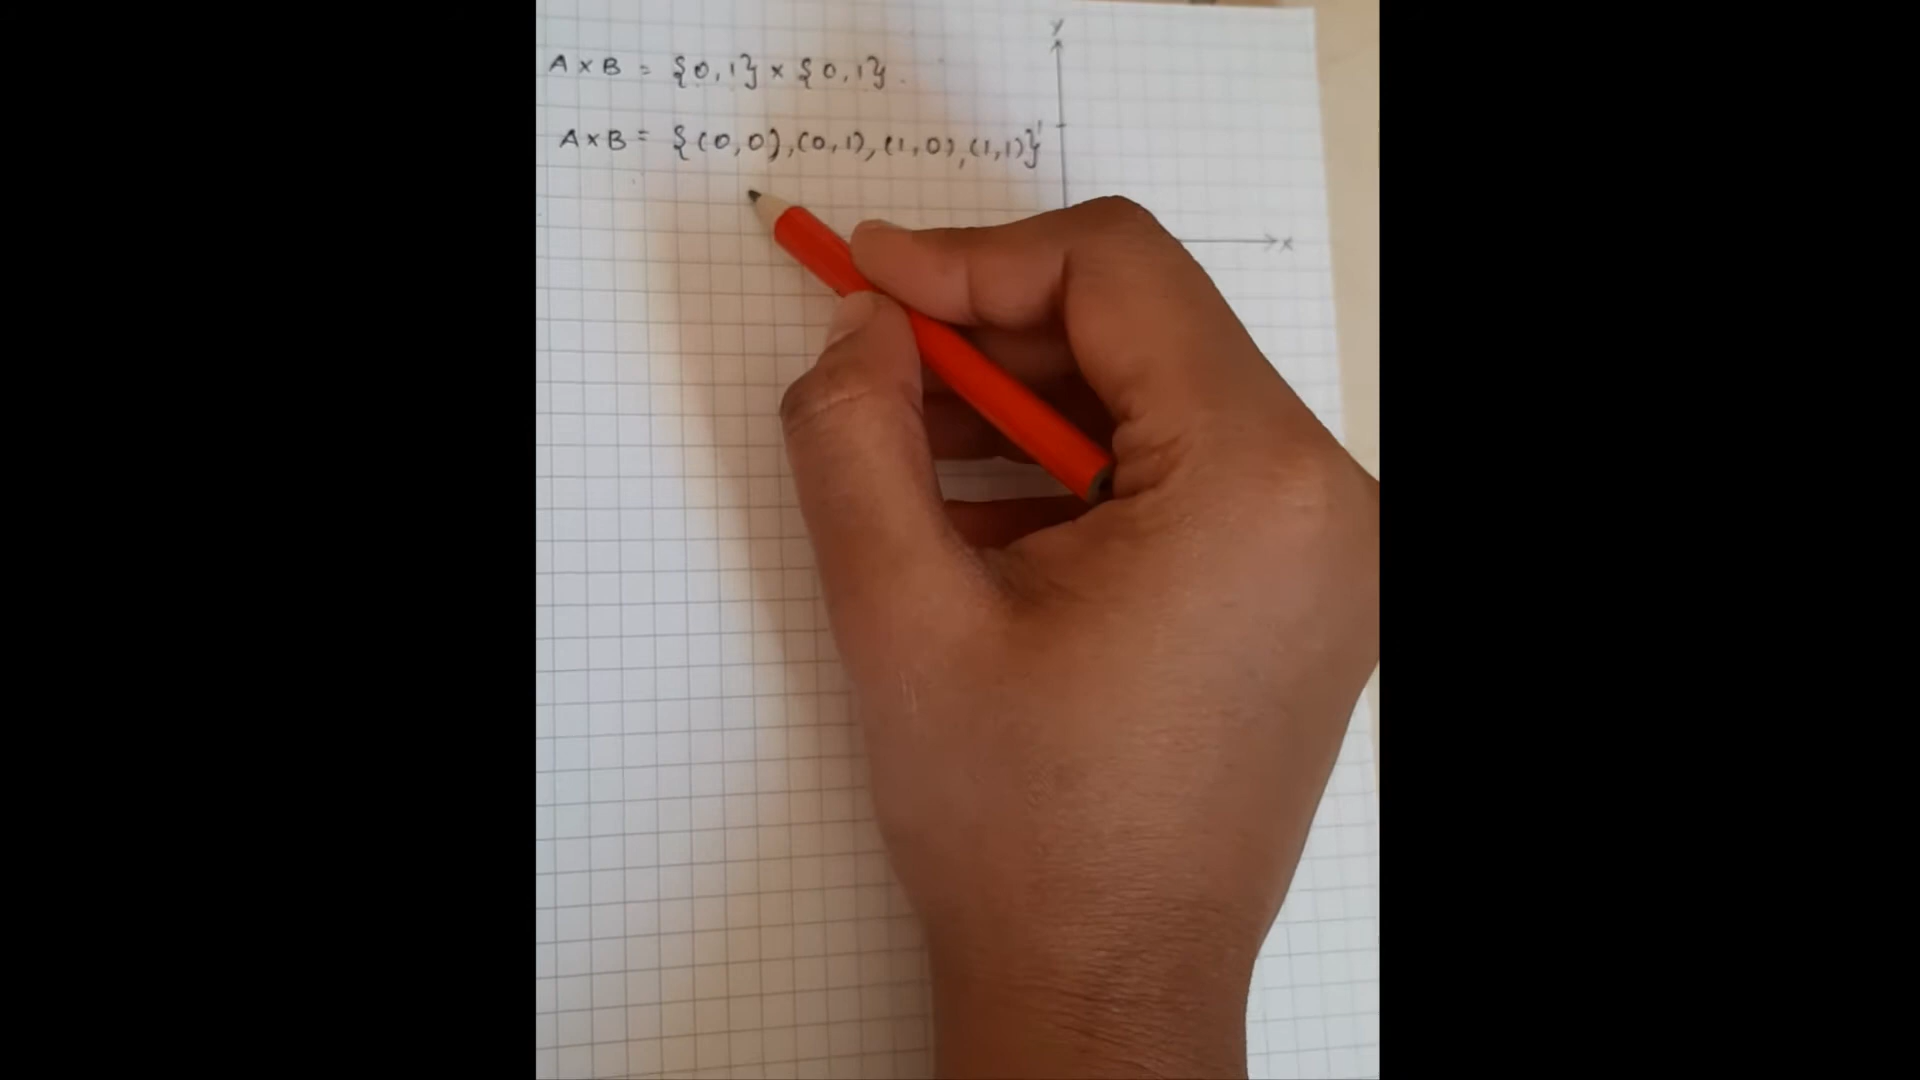 A × B = {0,1} × {0,1}.
A×B = {(0,0),(0,1),(1,0),(1,1)}
Y
1
X